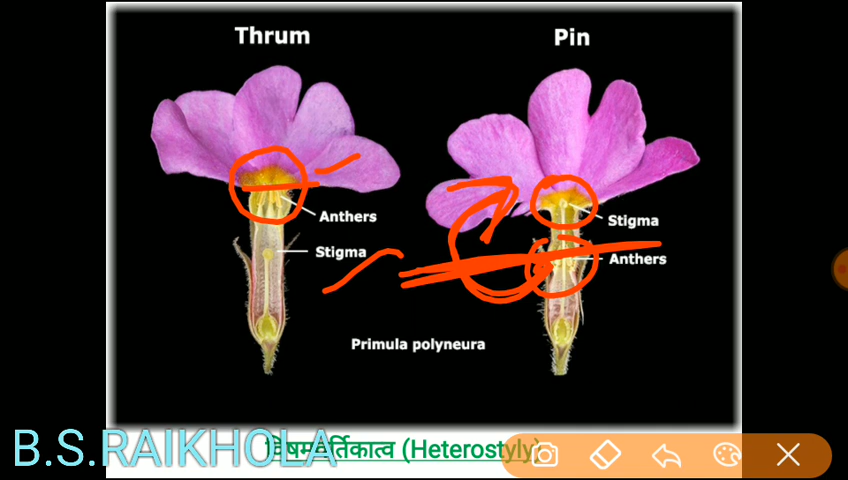 Thrum
Pin
Anthers
Stigma
Stigma
Anthers
Primula polyneura
(Heterostyly)
B.S.RAIKHOLA